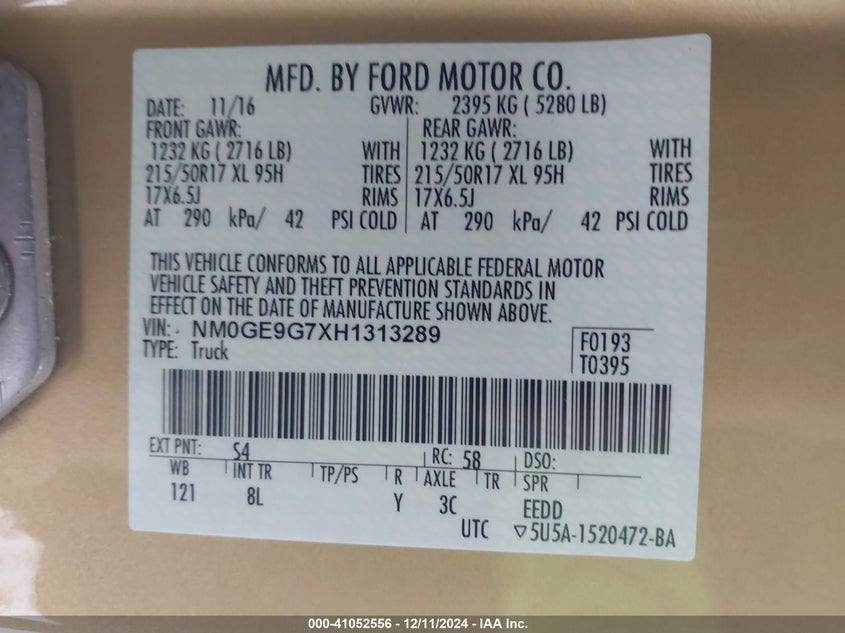 MFD. BY FORD MOTOR CO.
DATE: 11/16 GVWR: 2395 KG ( 5280 LB)
FRONT GAWR: REAR GAWR:
1232 KG ( 2716 LB) WITH 1232 KG ( 2716 LB) WITH
215/50R17 XL 95H TIRES 215/50R17 XL 95H TIRES
17X6.5J RIMS 17X6.5J RIMS
AT 290 kPa/ 42 PSI COLD AT 290 kPa/ 42 PSI COLD
THIS VEHICLE CONFORMS TO ALL APPLICABLE FEDERAL MOTOR
VEHICLE SAFETY AND THEFT PREVENTION STANDARDS IN
EFFECT ON THE DATE OF MANUFACTURE SHOWN ABOVE.
VIN: NM0GE9G7XH1313289 F0193
TYPE: Truck T0395
EXT PNT: S4 RC: 58 DSO:
WB INT TR TP/PS R AXLE TR SPR
121 8L Y 3C EEDD
UTC ▽5U5A-1520472-BA
000-41052556 - 12/11/2024 - IAA Inc.